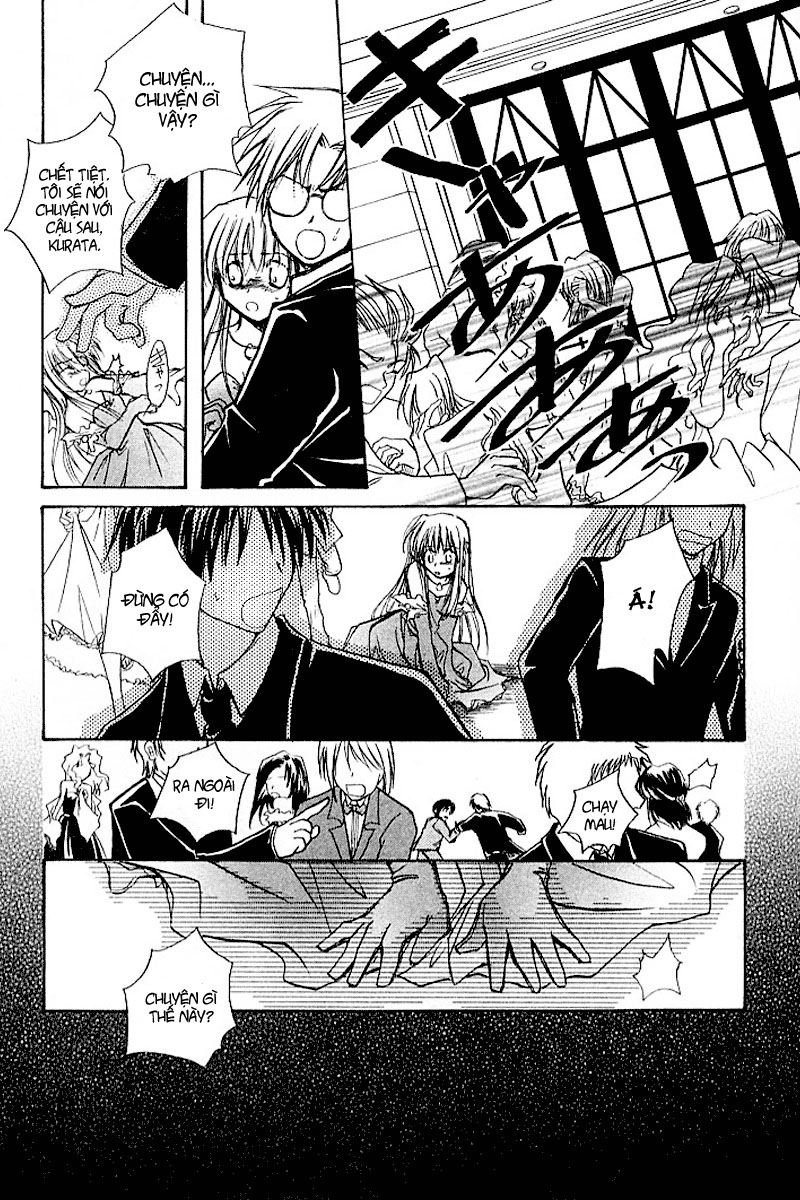 キャ
あ
あ
あ
CHUYỆN...
CHUYỆN GÌ
VẬY?
CHẾT TIỆT.
TÔI SẼ NÓI
CHUYỆN VỚI
CẬU SAU,
KURATA.
Á!
ĐỪNG CÓ
ĐẨY!
RA NGOÀI
ĐI!
CHẠY
MAU!
CHUYỆN GÌ
THẾ NÀY?